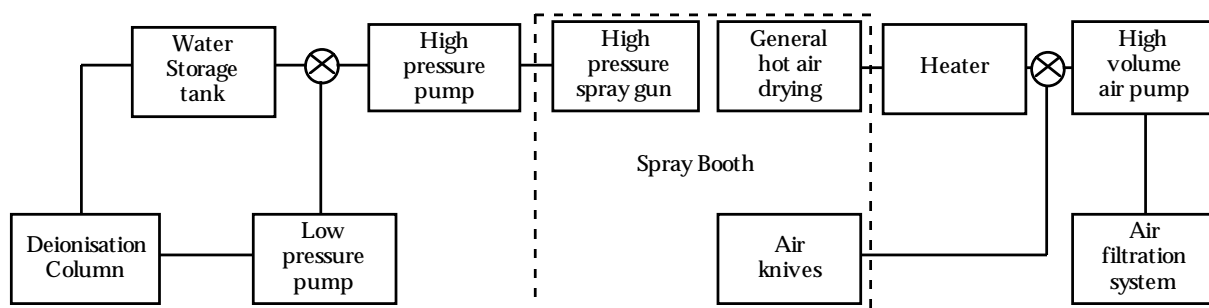 Water
Storage
tank
High
pressure
pump
High
pressure
spray gun
General
hot air
drying
Heater
High
volume
air pump
Spray Booth
Deionisation
Column
Low
pressure
pump
Air
knives
Air
filtration
system